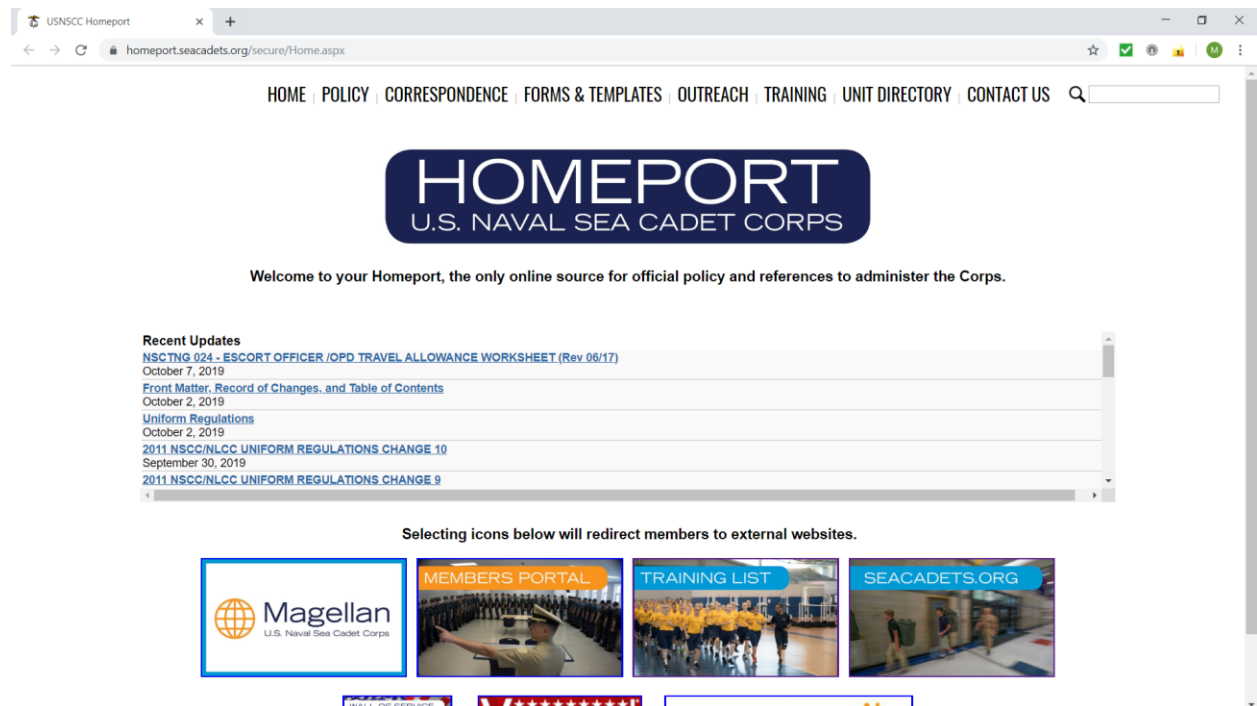 USNSCC Homeport
homeport.seacadets.org/secure/Home.aspx
M
HOME | POLICY | CORRESPONDENCE | FORMS & TEMPLATES | OUTREACH | TRAINING | UNIT DIRECTORY | CONTACT US
HOMEPORT
U.S. NAVAL SEA CADET CORPS
Welcome to your Homeport, the only online source for official policy and references to administer the Corps.
Recent Updates
NSCTNG 024 - ESCORT OFFICER /OPD TRAVEL ALLOWANCE WORKSHEET (Rev 06/17)
October 7, 2019
Front Matter, Record of Changes, and Table of Contents
October 2, 2019
Uniform Regulations
October 2, 2019
2011 NSCC/NLCC UNIFORM REGULATIONS CHANGE 10
September 30, 2019
2011 NSCC/NLCC UNIFORM REGULATIONS CHANGE 9
Selecting icons below will redirect members to external websites.
Magellan
U.S. Naval Sea Cadet Corps
MEMBERS PORTAL
TRAINING LIST
SEACADETS.ORG
WALL OF SERVICE